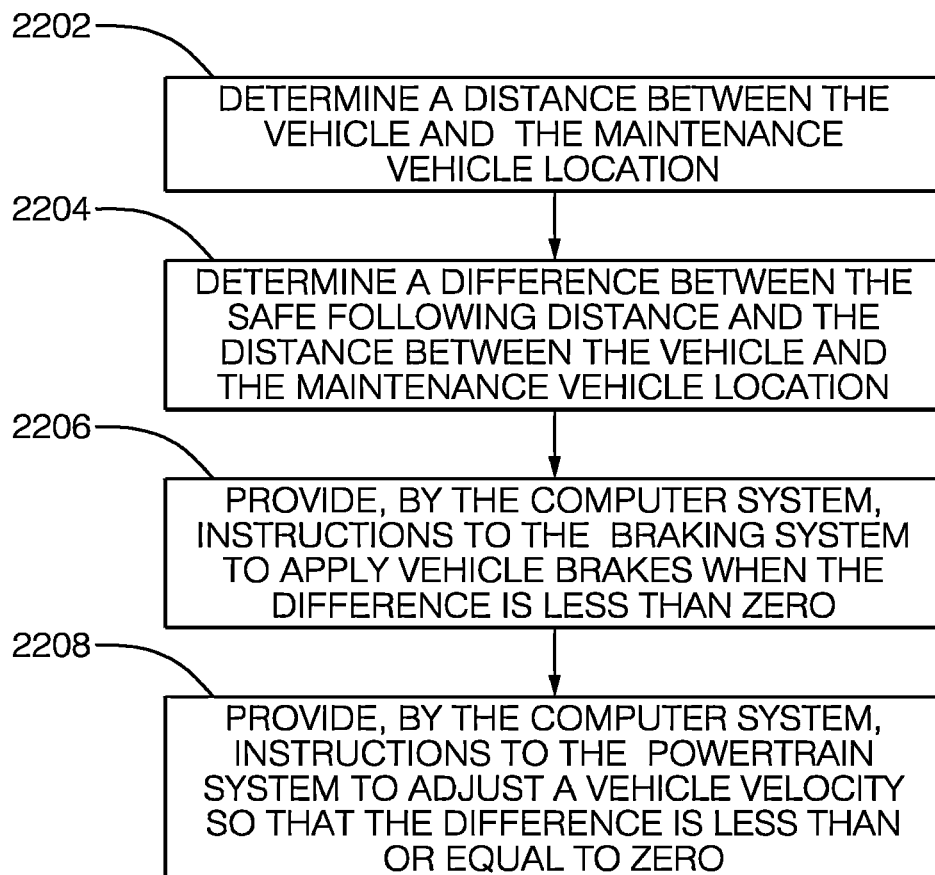 2202
DETERMINE A DISTANCE BETWEEN THE
VEHICLE AND THE MAINTENANCE
VEHICLE LOCATION
2204
DETERMINE A DIFFERENCE BETWEEN THE
SAFE FOLLOWING DISTANCE AND THE
DISTANCE BETWEEN THE VEHICLE AND
THE MAINTENANCE VEHICLE LOCATION
2206
PROVIDE, BY THE COMPUTER SYSTEM,
INSTRUCTIONS TO THE BRAKING SYSTEM
TO APPLY VEHICLE BRAKES WHEN THE
DIFFERENCE IS LESS THAN ZERO
2208
PROVIDE, BY THE COMPUTER SYSTEM,
INSTRUCTIONS TO THE POWERTRAIN
SYSTEM TO ADJUST A VEHICLE VELOCITY
SO THAT THE DIFFERENCE IS LESS THAN
OR EQUAL TO ZERO